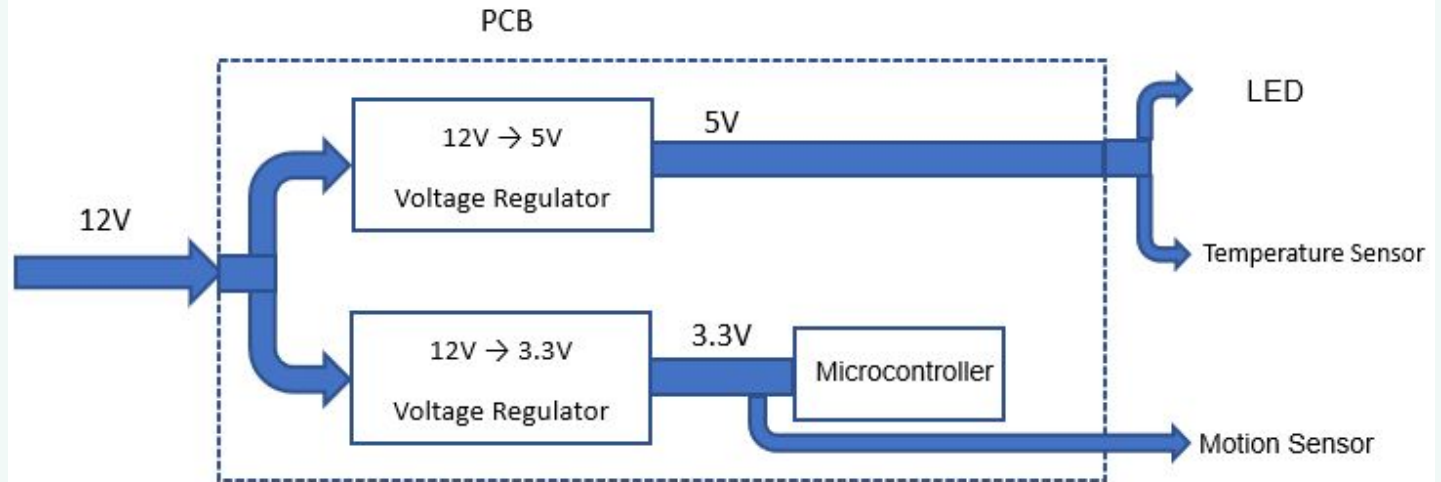 PCB
12V → 5V
Voltage Regulator
5V
LED
12V
Temperature Sensor
12V → 3.3V
Voltage Regulator
3.3V
Microcontroller
Motion Sensor